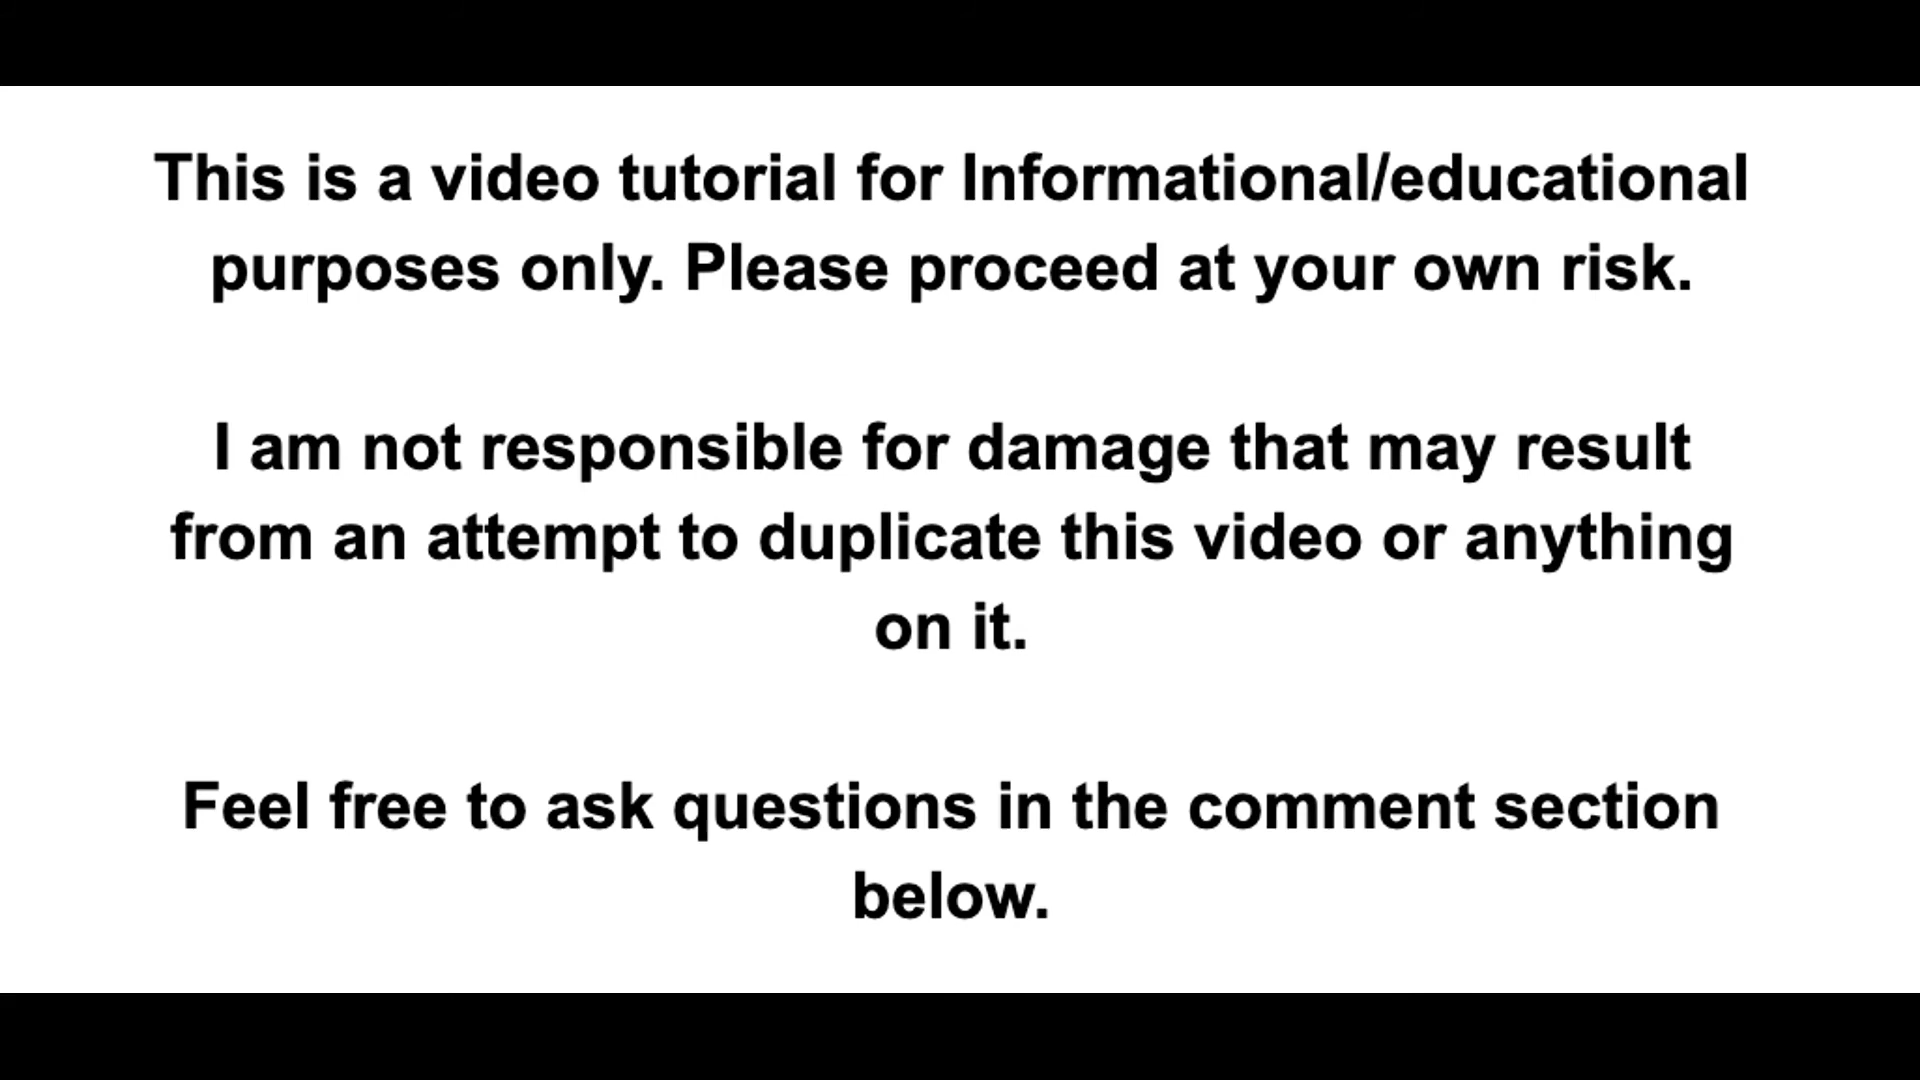 This is a video tutorial for Informational/educational
purposes only. Please proceed at your own risk.
I am not responsible for damage that may result
from an attempt to duplicate this video or anything
on it.
Feel free to ask questions in the comment section
below.